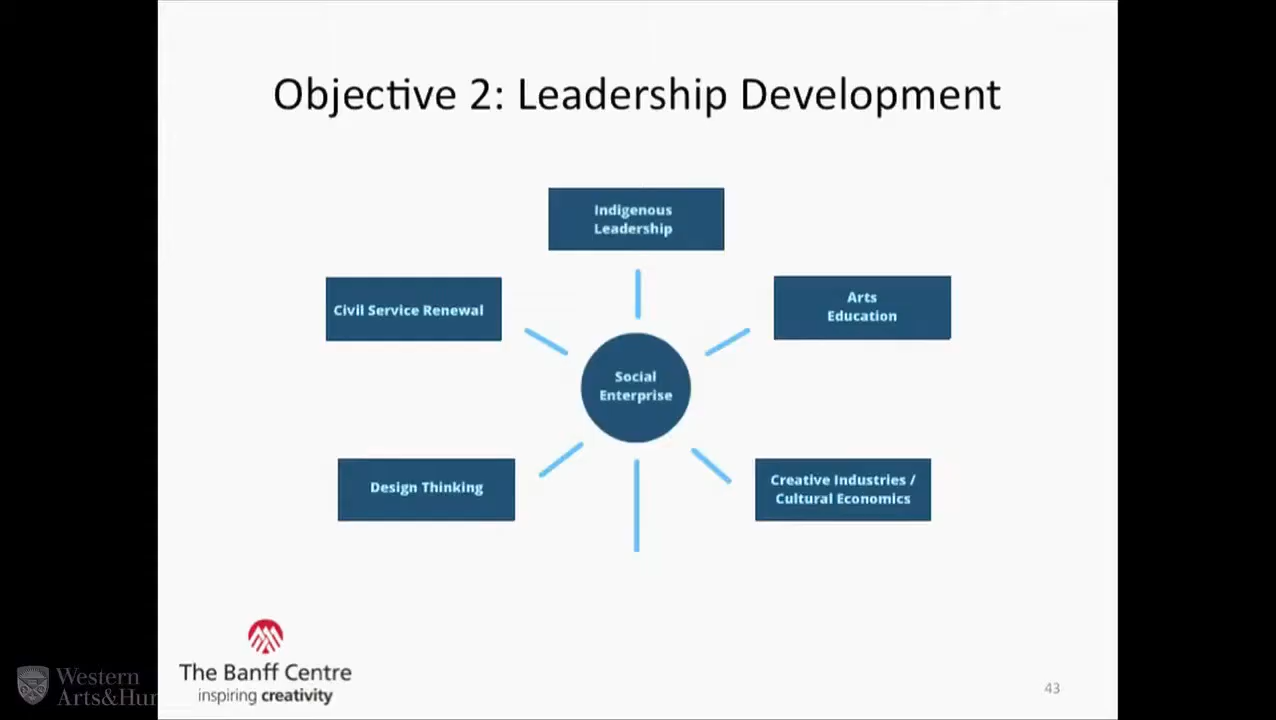 Objective 2: Leadership Development
Indigenous
Leadership
Civil Service Renewal
Arts
Education
Social
Enterprise
Design Thinking
Creative Industries /
Cultural Economics
The Banff Centre
inspiring creativity
Western
Arts&Hu
43